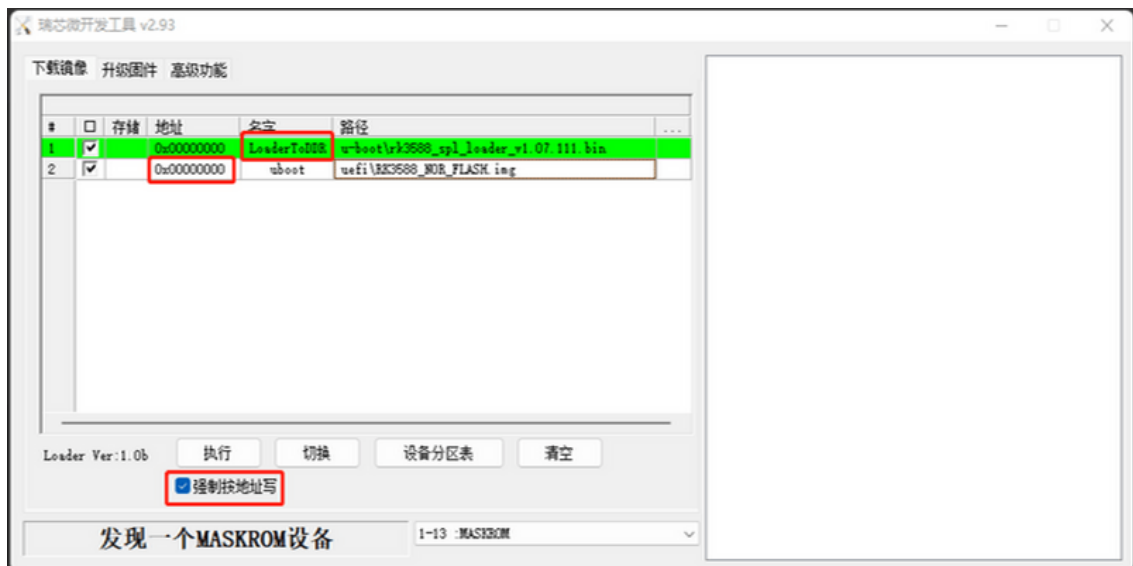 瑞芯微开发工具 v2.93
下载镜像 升级固件 高级功能
# 存储 地址 名字 路径 ...
1 0x00000000 LoaderToDDR u-boot\rk3588_spl_loader_v1.07.111.bin
2 0x00000000 uboot uefi\RK3588_NOR_FLASH.img
Loader Ver:1.0b 执行 切换 设备分区表 清空
强制按地址写
发现一个MASKROM设备 1-13 :MASKROM